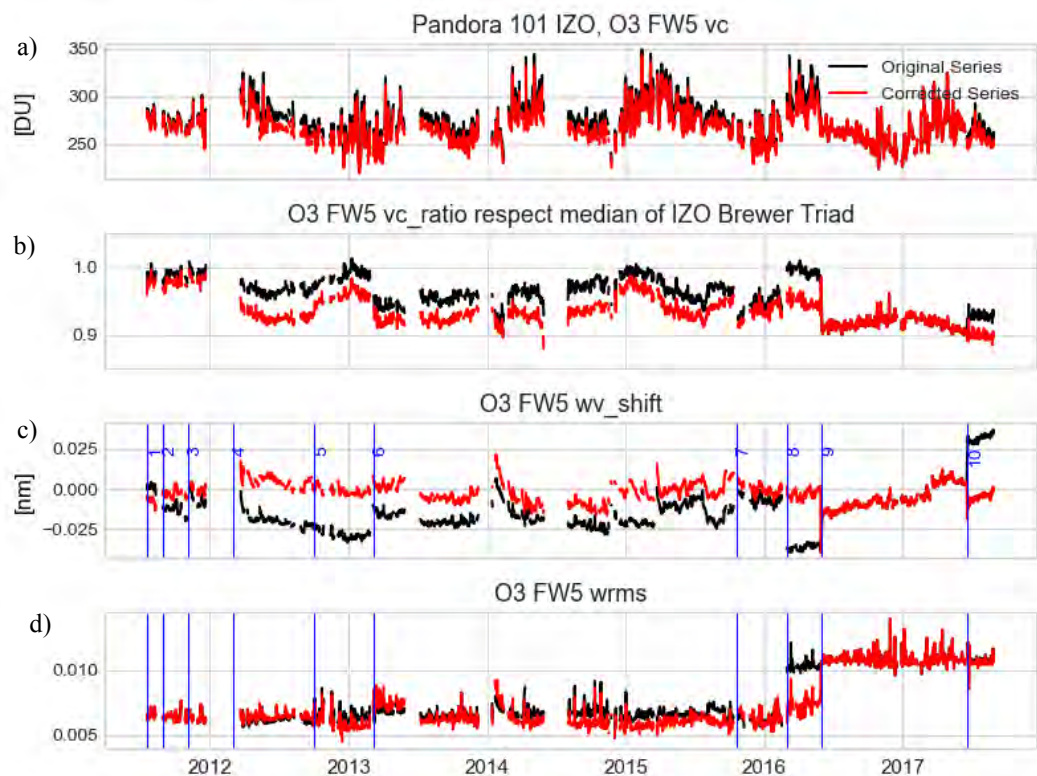 Pandora 101 IZO, O3 FW5 vc
a)
350
300
250
[DU]
Original Series
Corrected Series
O3 FW5 vc_ratio respect median of IZO Brewer Triad
b)
1.0
0.9
O3 FW5 wv_shift
c)
0.025
0.000
−0.025
[nm]
1 2 3 4 5 6 7 8 9 10
O3 FW5 wrms
d)
0.010
0.005
2012 2013 2014 2015 2016 2017